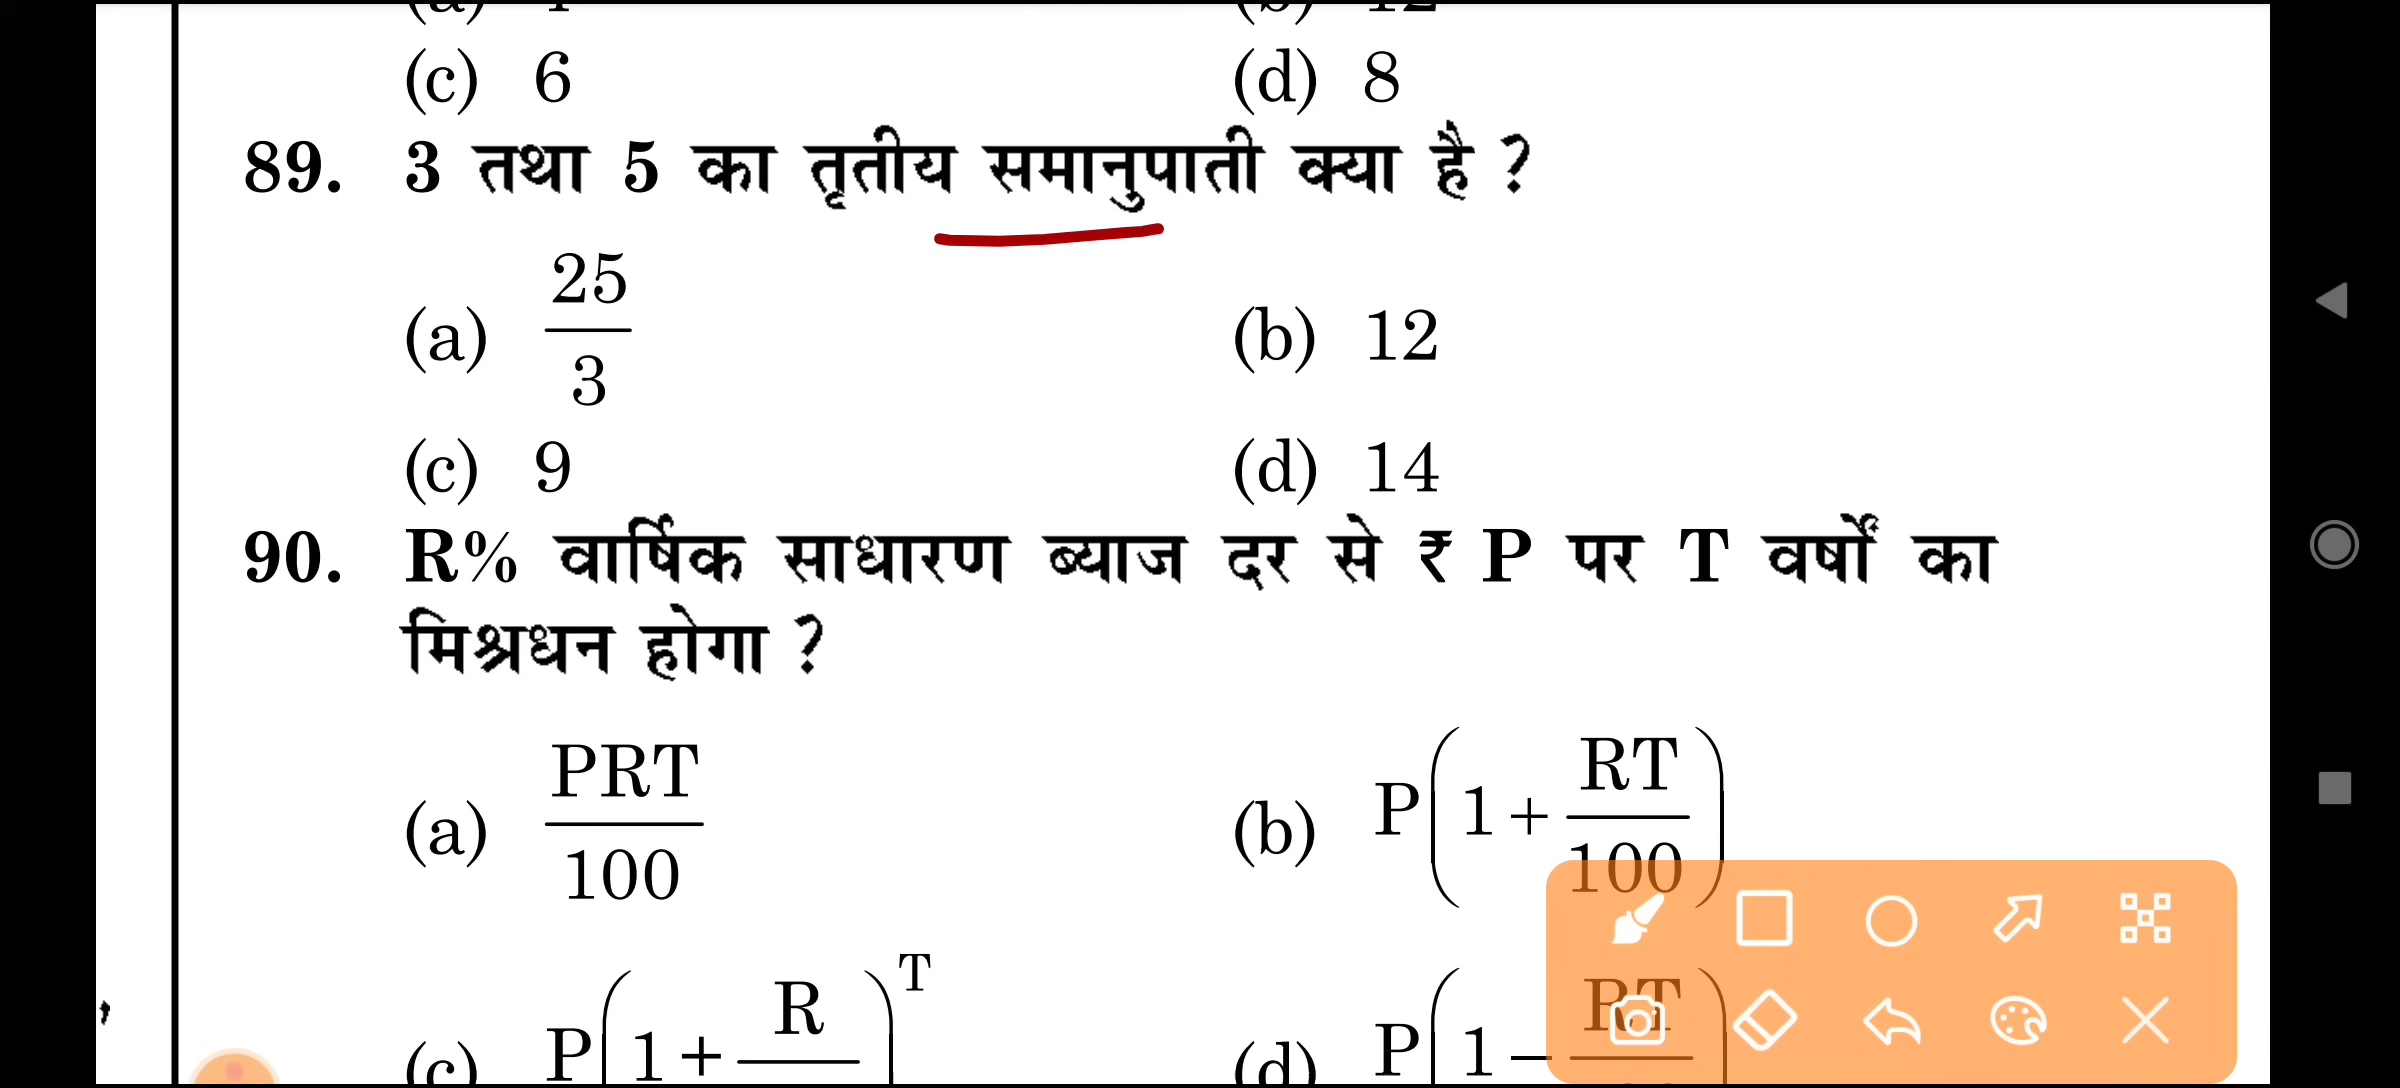 (c) 6 (d) 8
89. 3 तथा 5 का तृतीय समानुपाती क्या है ?
(a) 25/3 (b) 12
(c) 9 (d) 14
90. R% वार्षिक साधारण ब्याज दर से ₹ P पर T वर्षों का
मिश्रधन होगा ?
(a) PRT/100 (b) P(1 + RT/100)
(c) P(1 + R )^T (d) P(1 – RT )